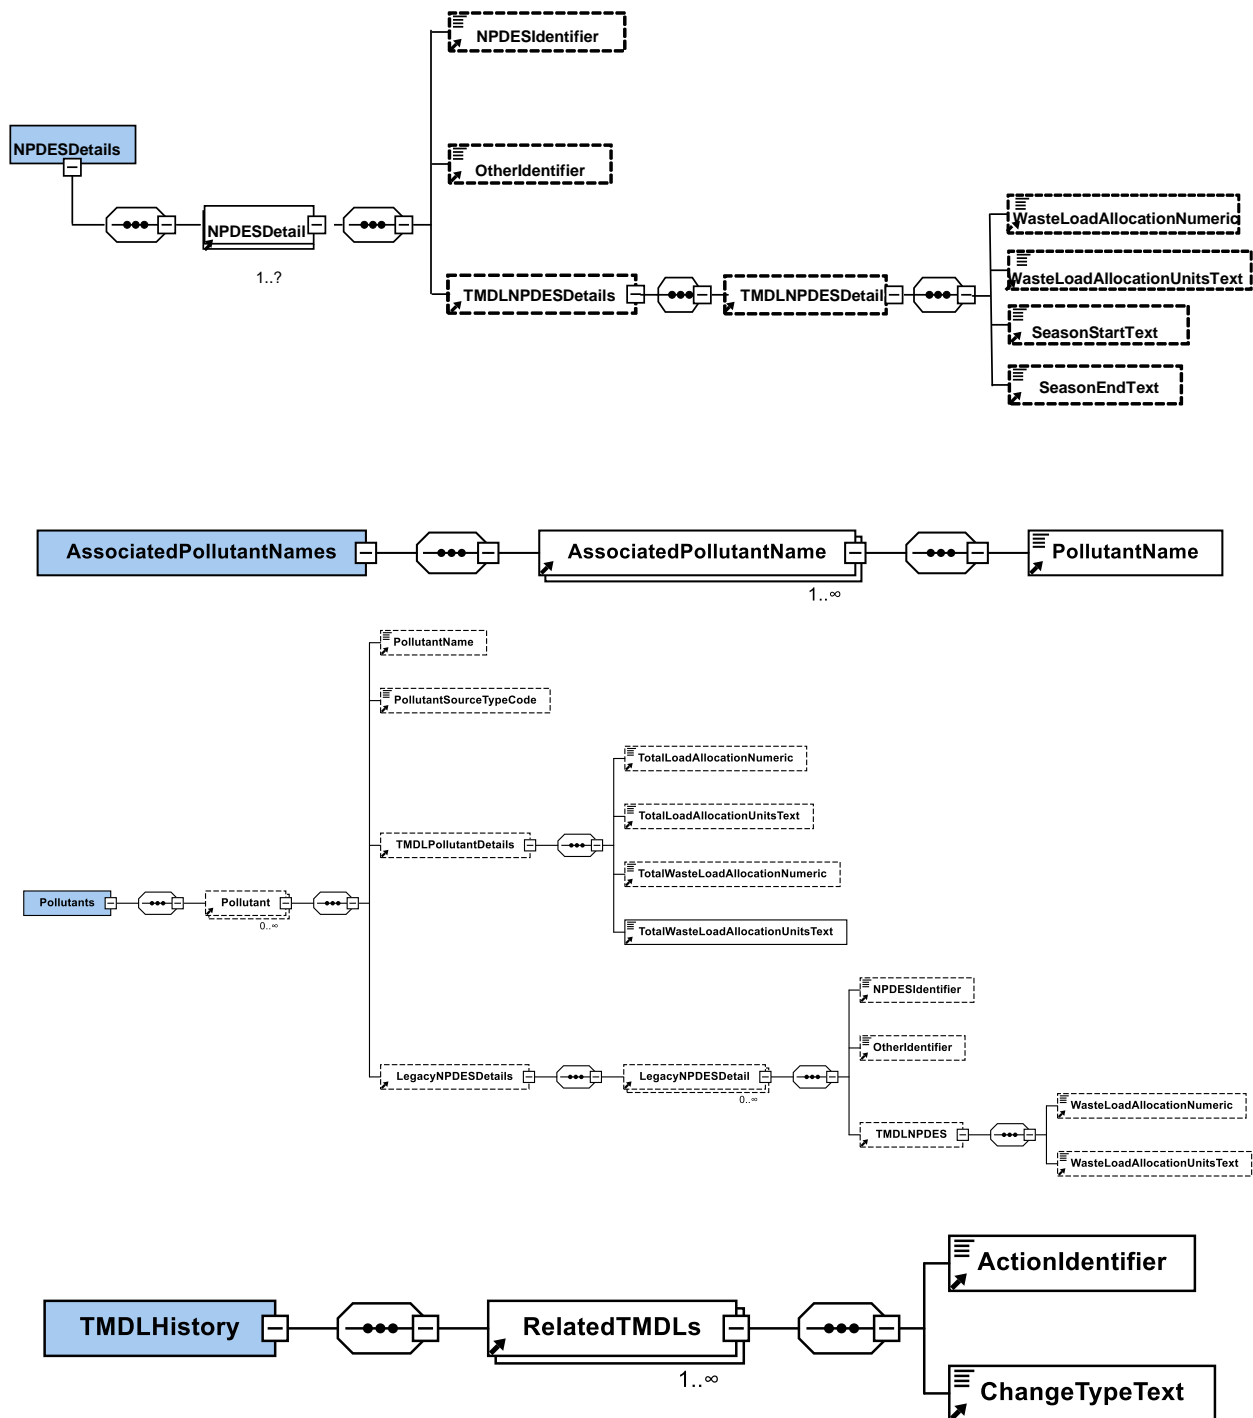 NPDESIdentifier
NPDESDetails
OtherIdentifier
NPDESDetail
1..?
TMDLNPDESDetails
TMDLNPDESDetail
WasteLoadAllocationNumeric
WasteLoadAllocationUnitsText
SeasonStartText
SeasonEndText
AssociatedPollutantNames
AssociatedPollutantName
1..∞
PollutantName
PollutantName
PollutantSourceTypeCode
TotalLoadAllocationNumeric
TotalLoadAllocationUnitsText
TMDLPollutantDetails
TotalWasteLoadAllocationNumeric
Pollutants
Pollutant
0..∞
TotalWasteLoadAllocationUnitsText
NPDESIdentifier
OtherIdentifier
LegacyNPDESDetails
LegacyNPDESDetail
0..∞
WasteLoadAllocationNumeric
TMDLNPDES
WasteLoadAllocationUnitsText
ActionIdentifier
TMDLHistory
RelatedTMDLs
1..∞
ChangeTypeText